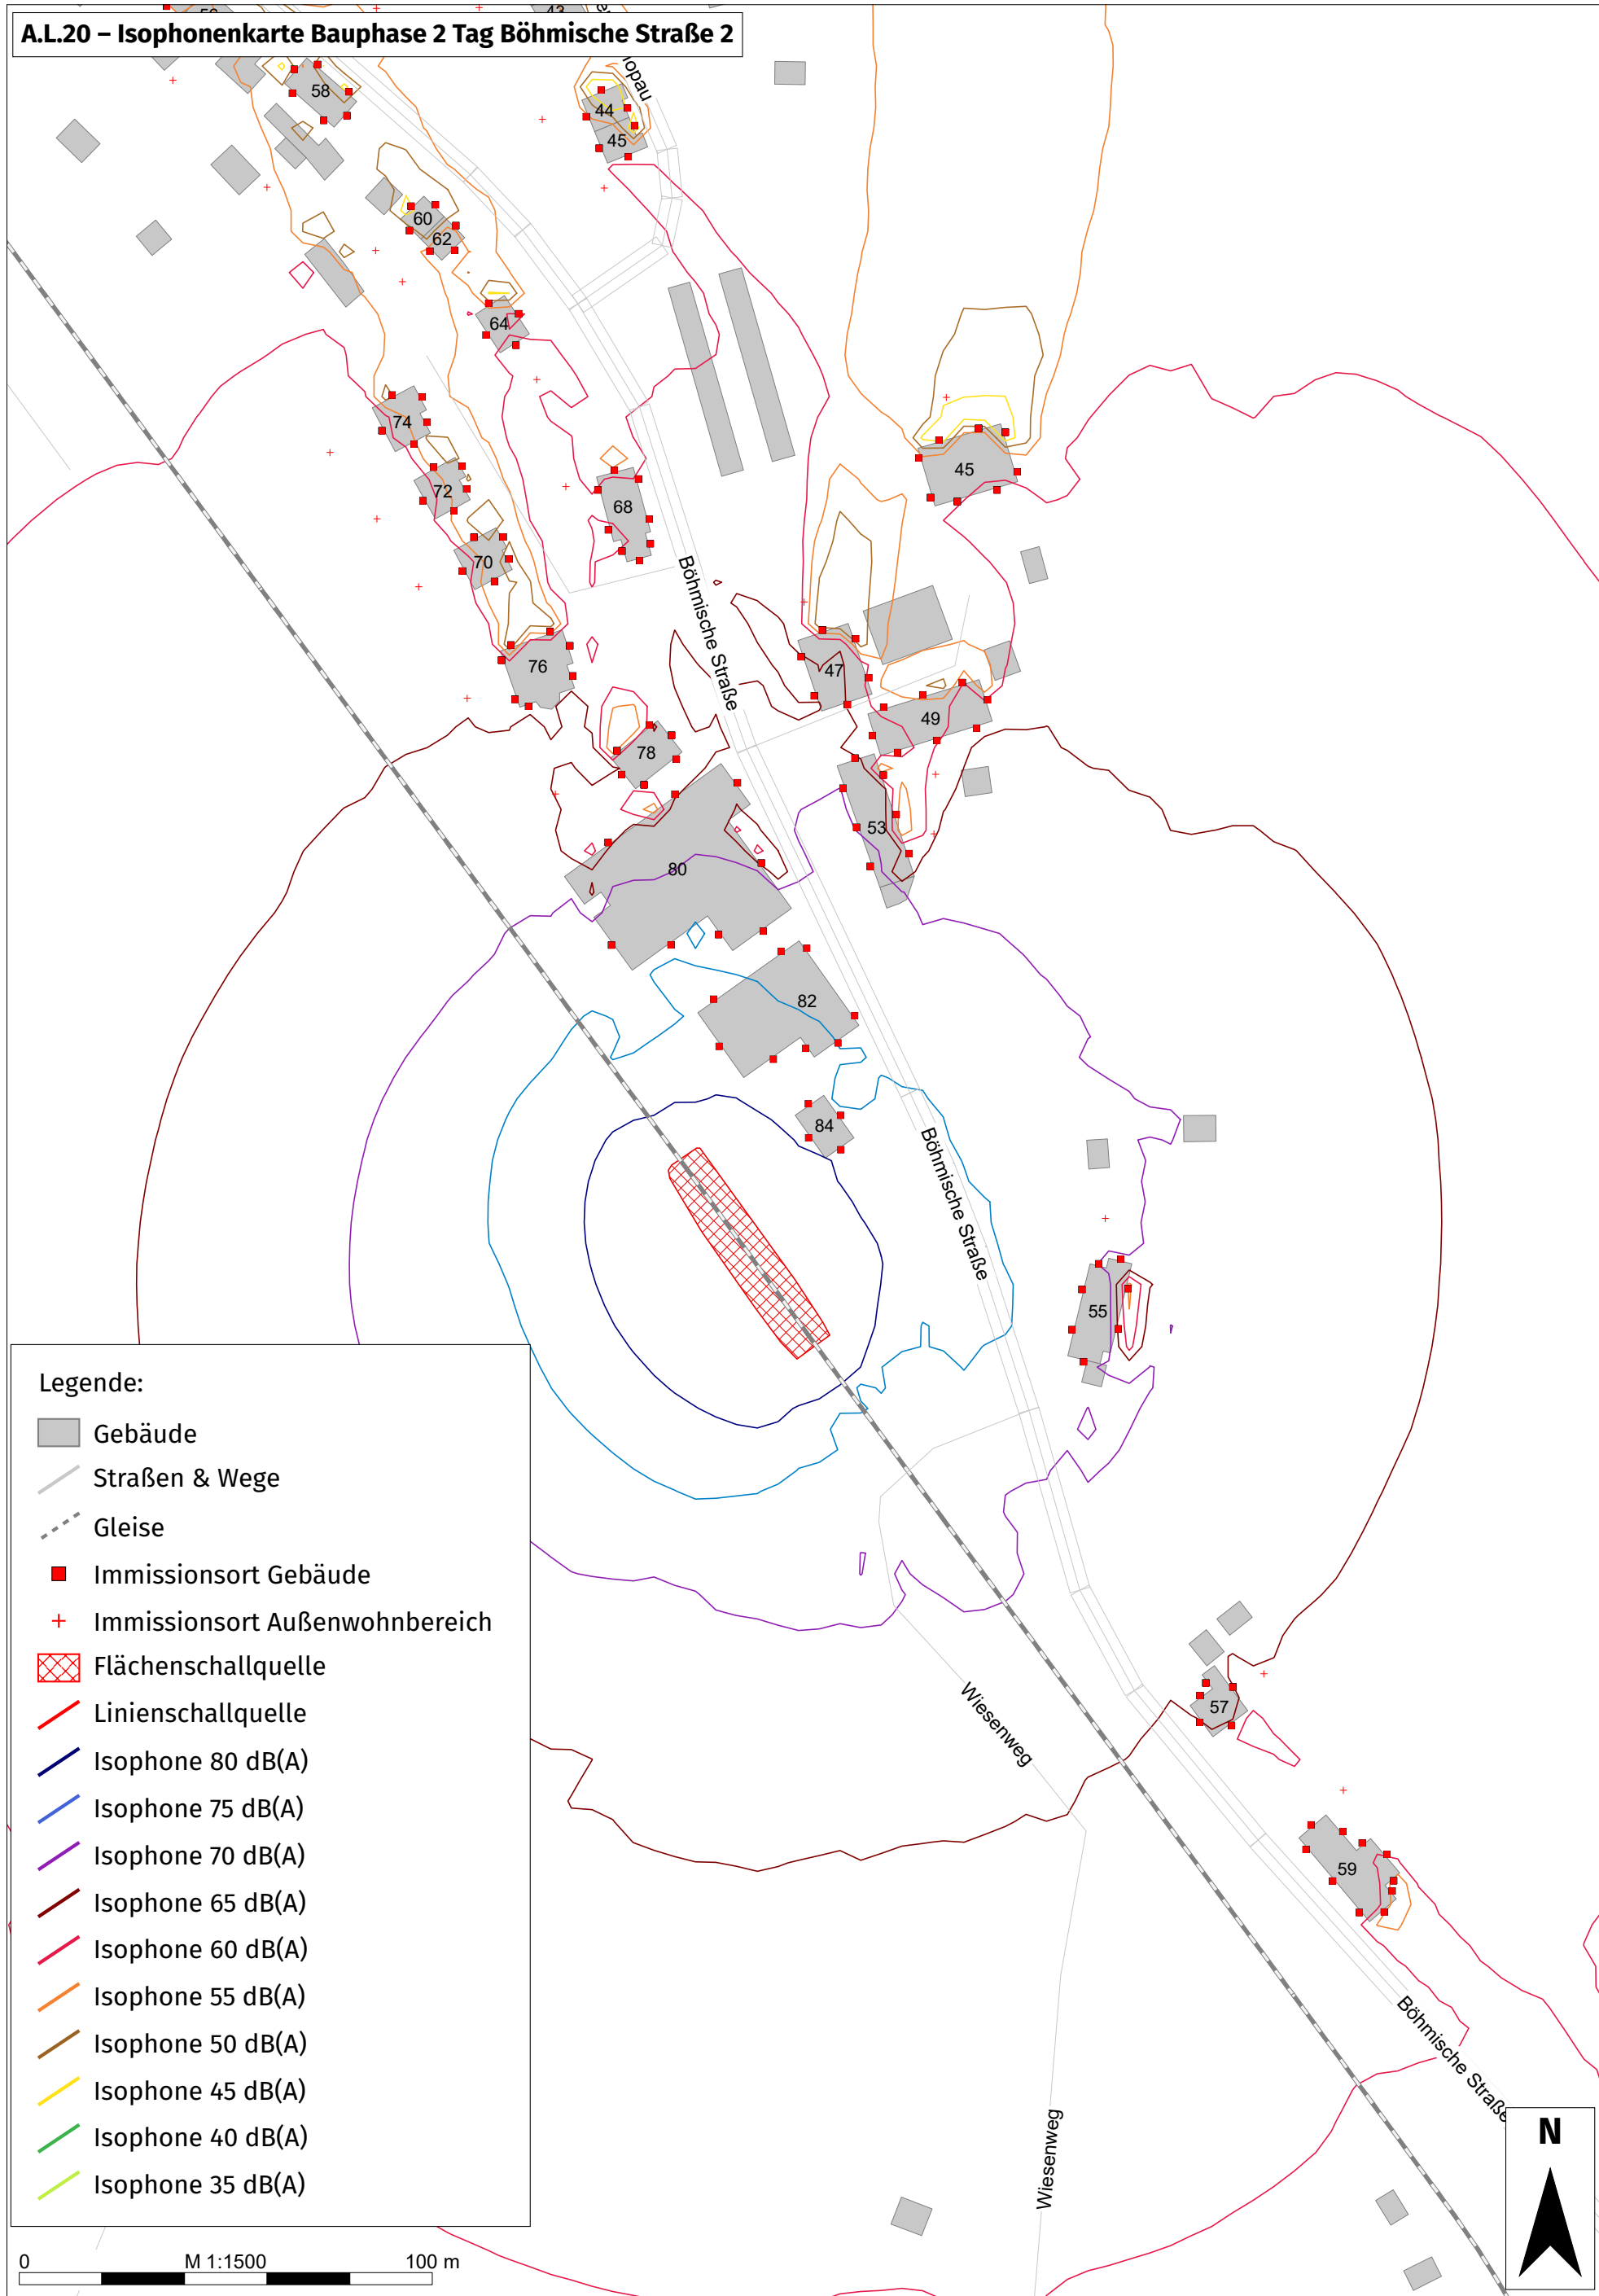 A.L.20 – Isophonenkarte Bauphase 2 Tag Böhmische Straße 2
43
58
44
45
60
62
64
74
45
72
68
70
Böhmische Straße
76
47
49
78
53
80
82
84
Böhmische Straße
55
57
Wiesenweg
59
Böhmische Straße
Wiesenweg
Legende:
Gebäude
Straßen & Wege
Gleise
Immissionsort Gebäude
Immissionsort Außenwohnbereich
Flächenschallquelle
Linienschallquelle
Isophone 80 dB(A)
Isophone 75 dB(A)
Isophone 70 dB(A)
Isophone 65 dB(A)
Isophone 60 dB(A)
Isophone 55 dB(A)
Isophone 50 dB(A)
Isophone 45 dB(A)
Isophone 40 dB(A)
Isophone 35 dB(A)
N
0 M 1:1500 100 m